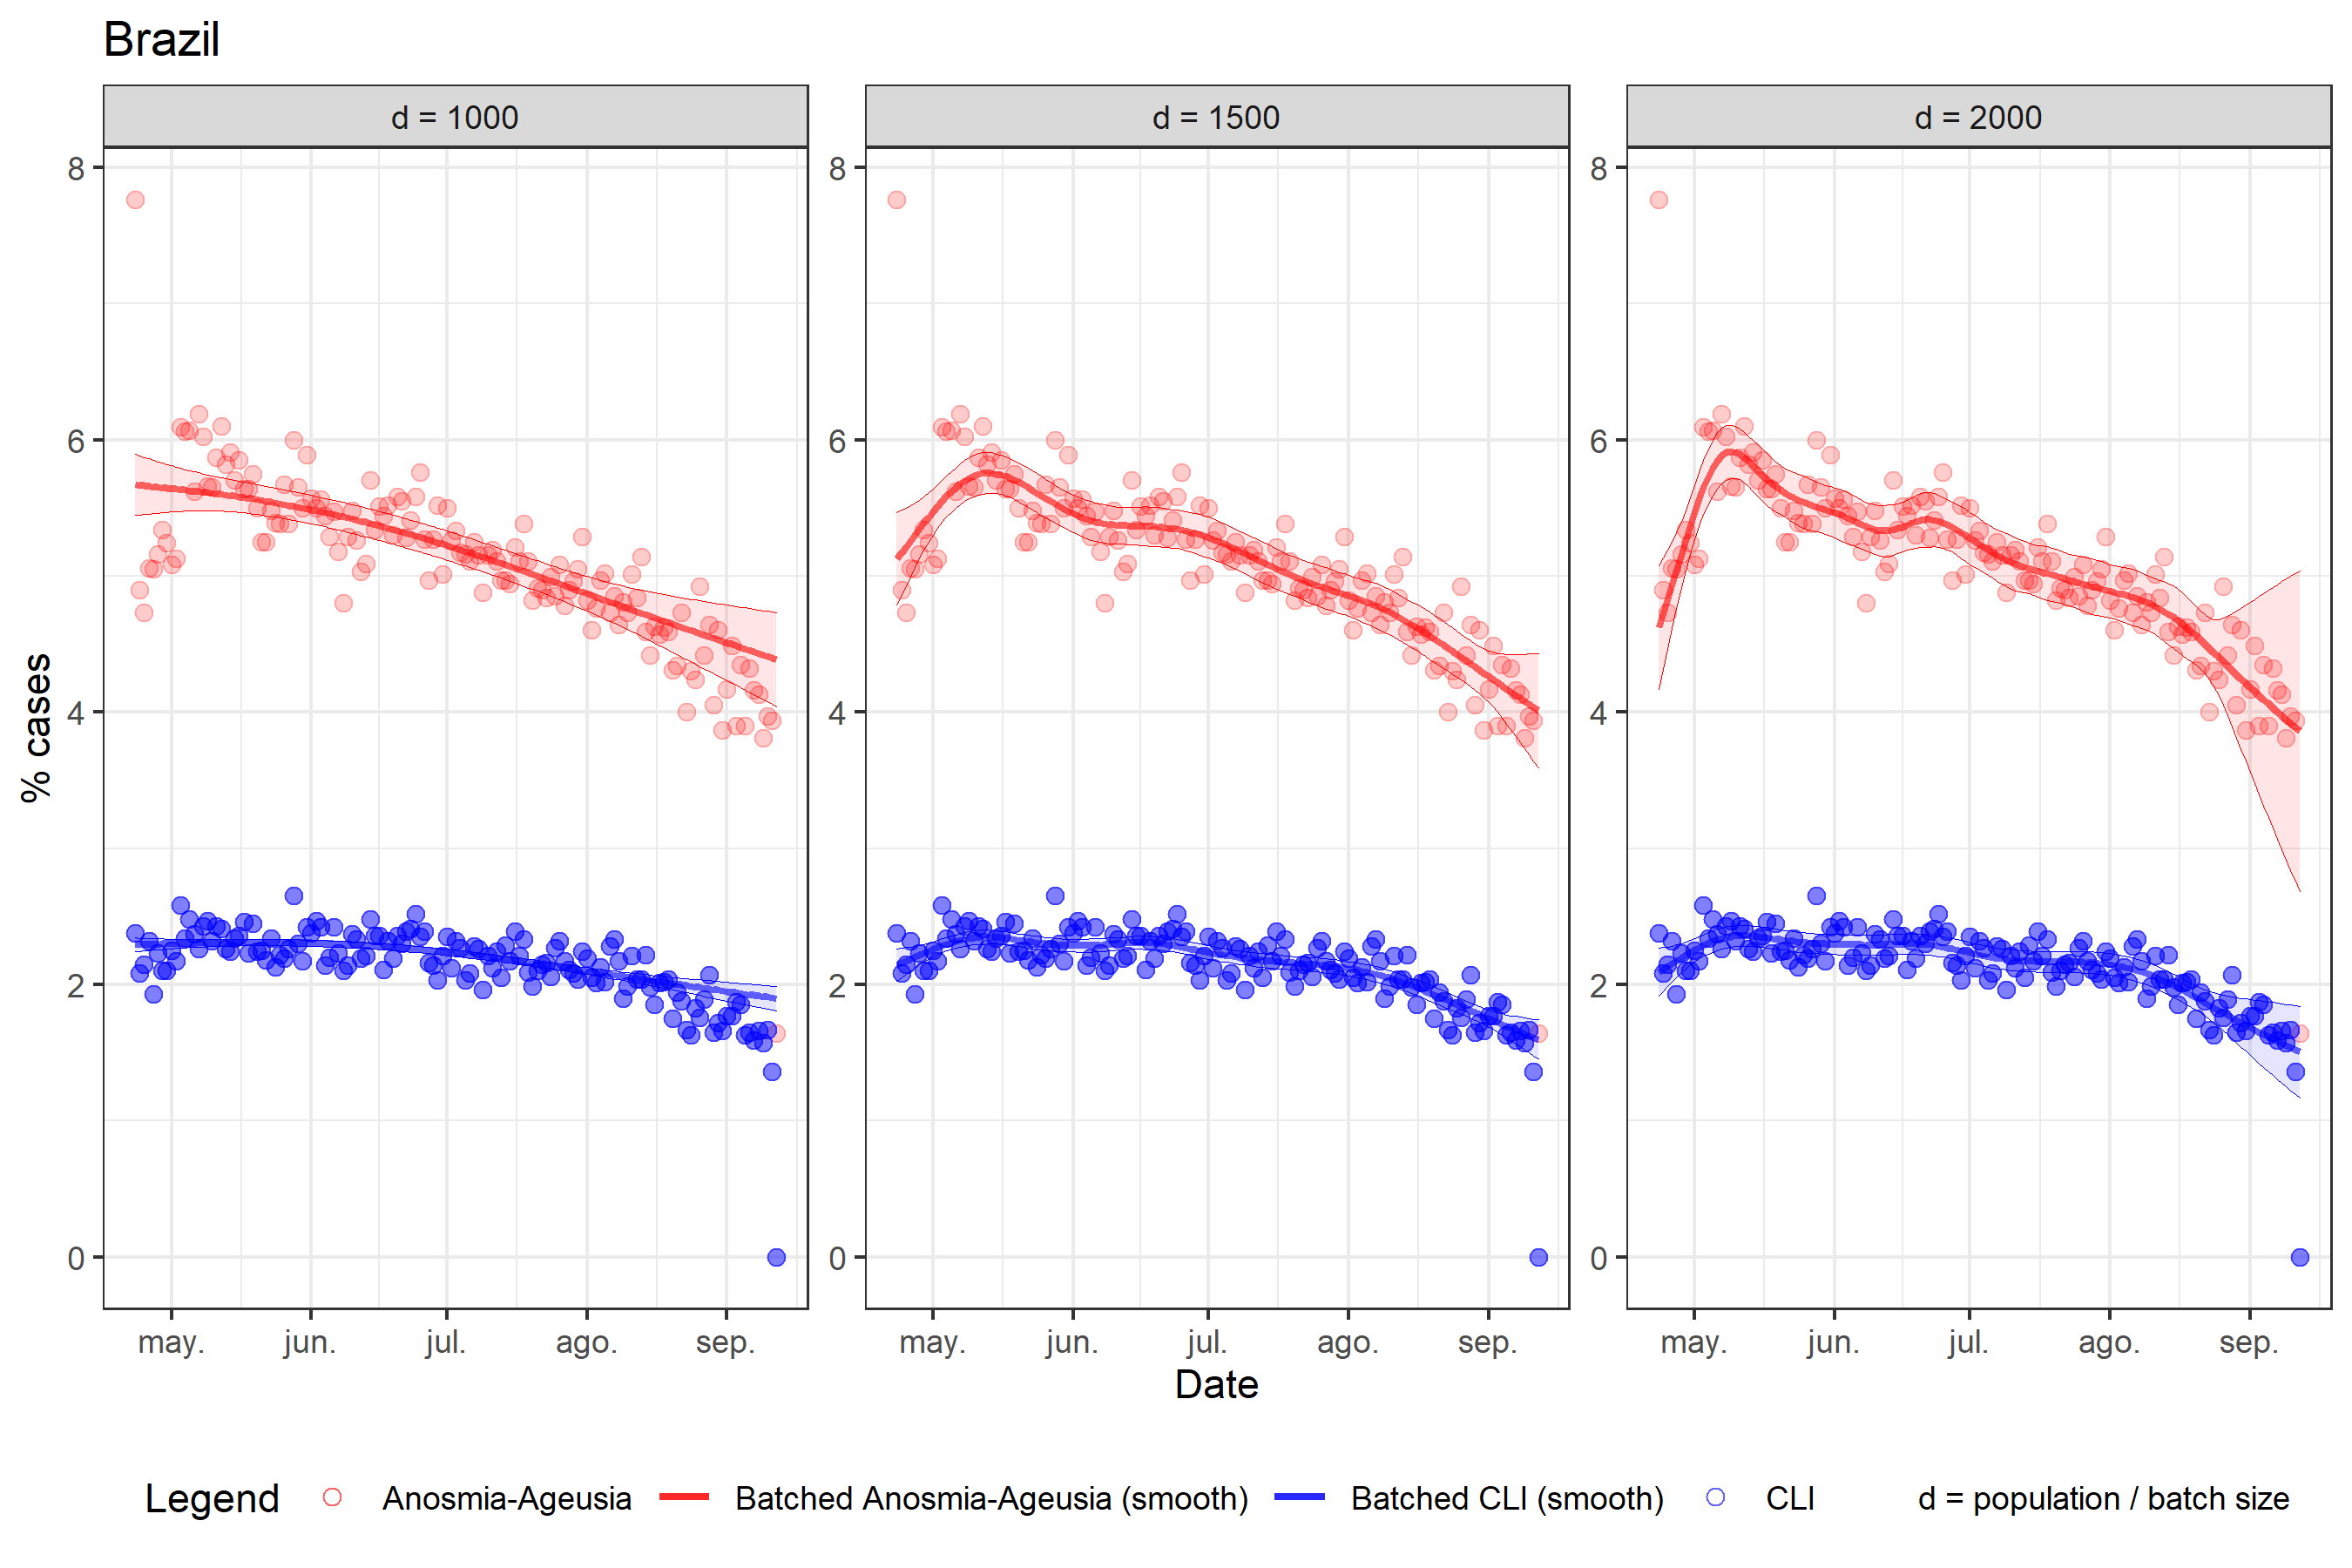 Brazil
d = 1000
d = 1500
d = 2000
8
6
4
2
0
8
6
4
2
0
8
6
4
2
0
% cases
may. jun. jul. ago. sep.
may. jun. jul. ago. sep.
may. jun. jul. ago. sep.
Date
Legend Anosmia-Ageusia Batched Anosmia-Ageusia (smooth) Batched CLI (smooth) CLI d = population / batch size